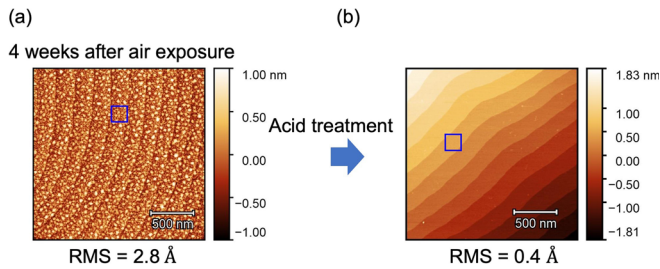 (a)
4 weeks after air exposure
1.00 nm
0.50
0.00
−0.50
−1.00
500 nm
RMS = 2.8 Å
Acid treatment
(b)
1.83 nm
1.00
0.50
0.00
−0.50
−1.00
−1.81
500 nm
RMS = 0.4 Å